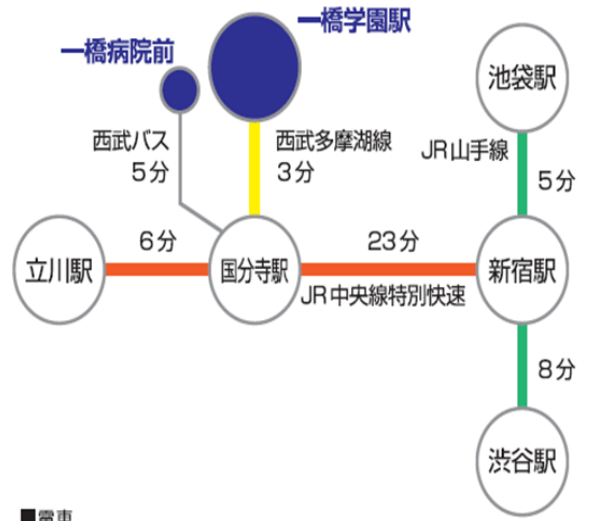 一橋学園駅
一橋病院前
池袋駅
西武バス
5分
西武多摩湖線
3分
JR山手線
5分
6分
23分
立川駅
国分寺駅
新宿駅
JR中央線特別快速
8分
渋谷駅
■電車